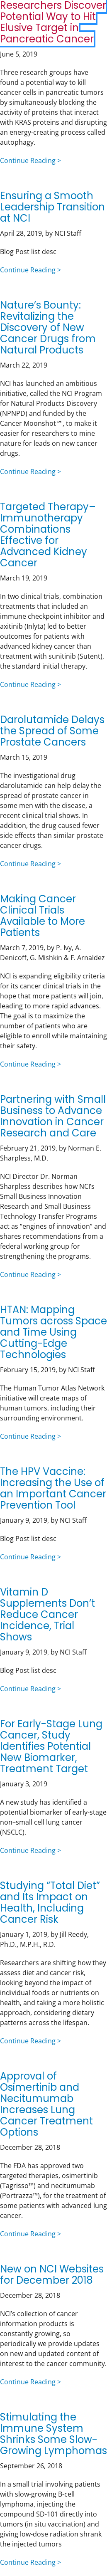 Researchers Discover
Potential Way to Hit
Elusive Target in
Pancreatic Cancer
June 5, 2019
Three research groups have
found a potential way to kill
tumor cells in pancreatic tumors
by simultaneously blocking the
activity of proteins that interact
with KRAS proteins and disrupting
an energy-creating process called
autophagy.
Continue Reading >
Ensuring a Smooth
Leadership Transition
at NCI
April 28, 2019, by NCI Staff
Blog Post list desc
Continue Reading >
Nature’s Bounty:
Revitalizing the
Discovery of New
Cancer Drugs from
Natural Products
March 22, 2019
NCI has launched an ambitious
initiative, called the NCI Program
for Natural Products Discovery
(NPNPD) and fueled by the
Cancer Moonshot℠, to make it
easier for researchers to mine
nature for leads on new cancer
drugs.
Continue Reading >
Targeted Therapy–
Immunotherapy
Combinations
Effective for
Advanced Kidney
Cancer
March 19, 2019
In two clinical trials, combination
treatments that included an
immune checkpoint inhibitor and
axitinib (Inlyta) led to better
outcomes for patients with
advanced kidney cancer than
treatment with sunitinib (Sutent),
the standard initial therapy.
Continue Reading >
Darolutamide Delays
the Spread of Some
Prostate Cancers
March 15, 2019
The investigational drug
darolutamide can help delay the
spread of prostate cancer in
some men with the disease, a
recent clinical trial shows. In
addition, the drug caused fewer
side effects than similar prostate
cancer drugs.
Continue Reading >
Making Cancer
Clinical Trials
Available to More
Patients
March 7, 2019, by P. Ivy, A.
Denicoff, G. Mishkin & F. Arnaldez
NCI is expanding eligibility criteria
for its cancer clinical trials in the
hope that more patients will join,
leading to more rapid advances.
The goal is to maximize the
number of patients who are
eligible to enroll while maintaining
their safety.
Continue Reading >
Partnering with Small
Business to Advance
Innovation in Cancer
Research and Care
February 21, 2019, by Norman E.
Sharpless, M.D.
NCI Director Dr. Norman
Sharpless describes how NCI’s
Small Business Innovation
Research and Small Business
Technology Transfer Programs
act as “engines of innovation” and
shares recommendations from a
federal working group for
strengthening the programs.
Continue Reading >
HTAN: Mapping
Tumors across Space
and Time Using
Cutting-Edge
Technologies
February 15, 2019, by NCI Staff
The Human Tumor Atlas Network
initiative will create maps of
human tumors, including their
surrounding environment.
Continue Reading >
The HPV Vaccine:
Increasing the Use of
an Important Cancer
Prevention Tool
January 9, 2019, by NCI Staff
Blog Post list desc
Continue Reading >
Vitamin D
Supplements Don’t
Reduce Cancer
Incidence, Trial
Shows
January 9, 2019, by NCI Staff
Blog Post list desc
Continue Reading >
For Early-Stage Lung
Cancer, Study
Identifies Potential
New Biomarker,
Treatment Target
January 3, 2019
A new study has identified a
potential biomarker of early-stage
non–small cell lung cancer
(NSCLC).
Continue Reading >
Studying “Total Diet”
and Its Impact on
Health, Including
Cancer Risk
January 1, 2019, by Jill Reedy,
Ph.D., M.P.H., R.D.
Researchers are shifting how they
assess diet and cancer risk,
looking beyond the impact of
individual foods or nutrients on
health, and taking a more holistic
approach, considering dietary
patterns across the lifespan.
Continue Reading >
Approval of
Osimertinib and
Necitumumab
Increases Lung
Cancer Treatment
Options
December 28, 2018
The FDA has approved two
targeted therapies, osimertinib
(Tagrisso™) and necitumumab
(Portrazza™), for the treatment of
some patients with advanced lung
cancer.
Continue Reading >
New on NCI Websites
for December 2018
December 28, 2018
NCI’s collection of cancer
information products is
constantly growing, so
periodically we provide updates
on new and updated content of
interest to the cancer community.
Continue Reading >
Stimulating the
Immune System
Shrinks Some Slow-
Growing Lymphomas
September 26, 2018
In a small trial involving patients
with slow-growing B-cell
lymphoma, injecting the
compound SD-101 directly into
tumors (in situ vaccination) and
giving low-dose radiation shrank
the injected tumors
Continue Reading >